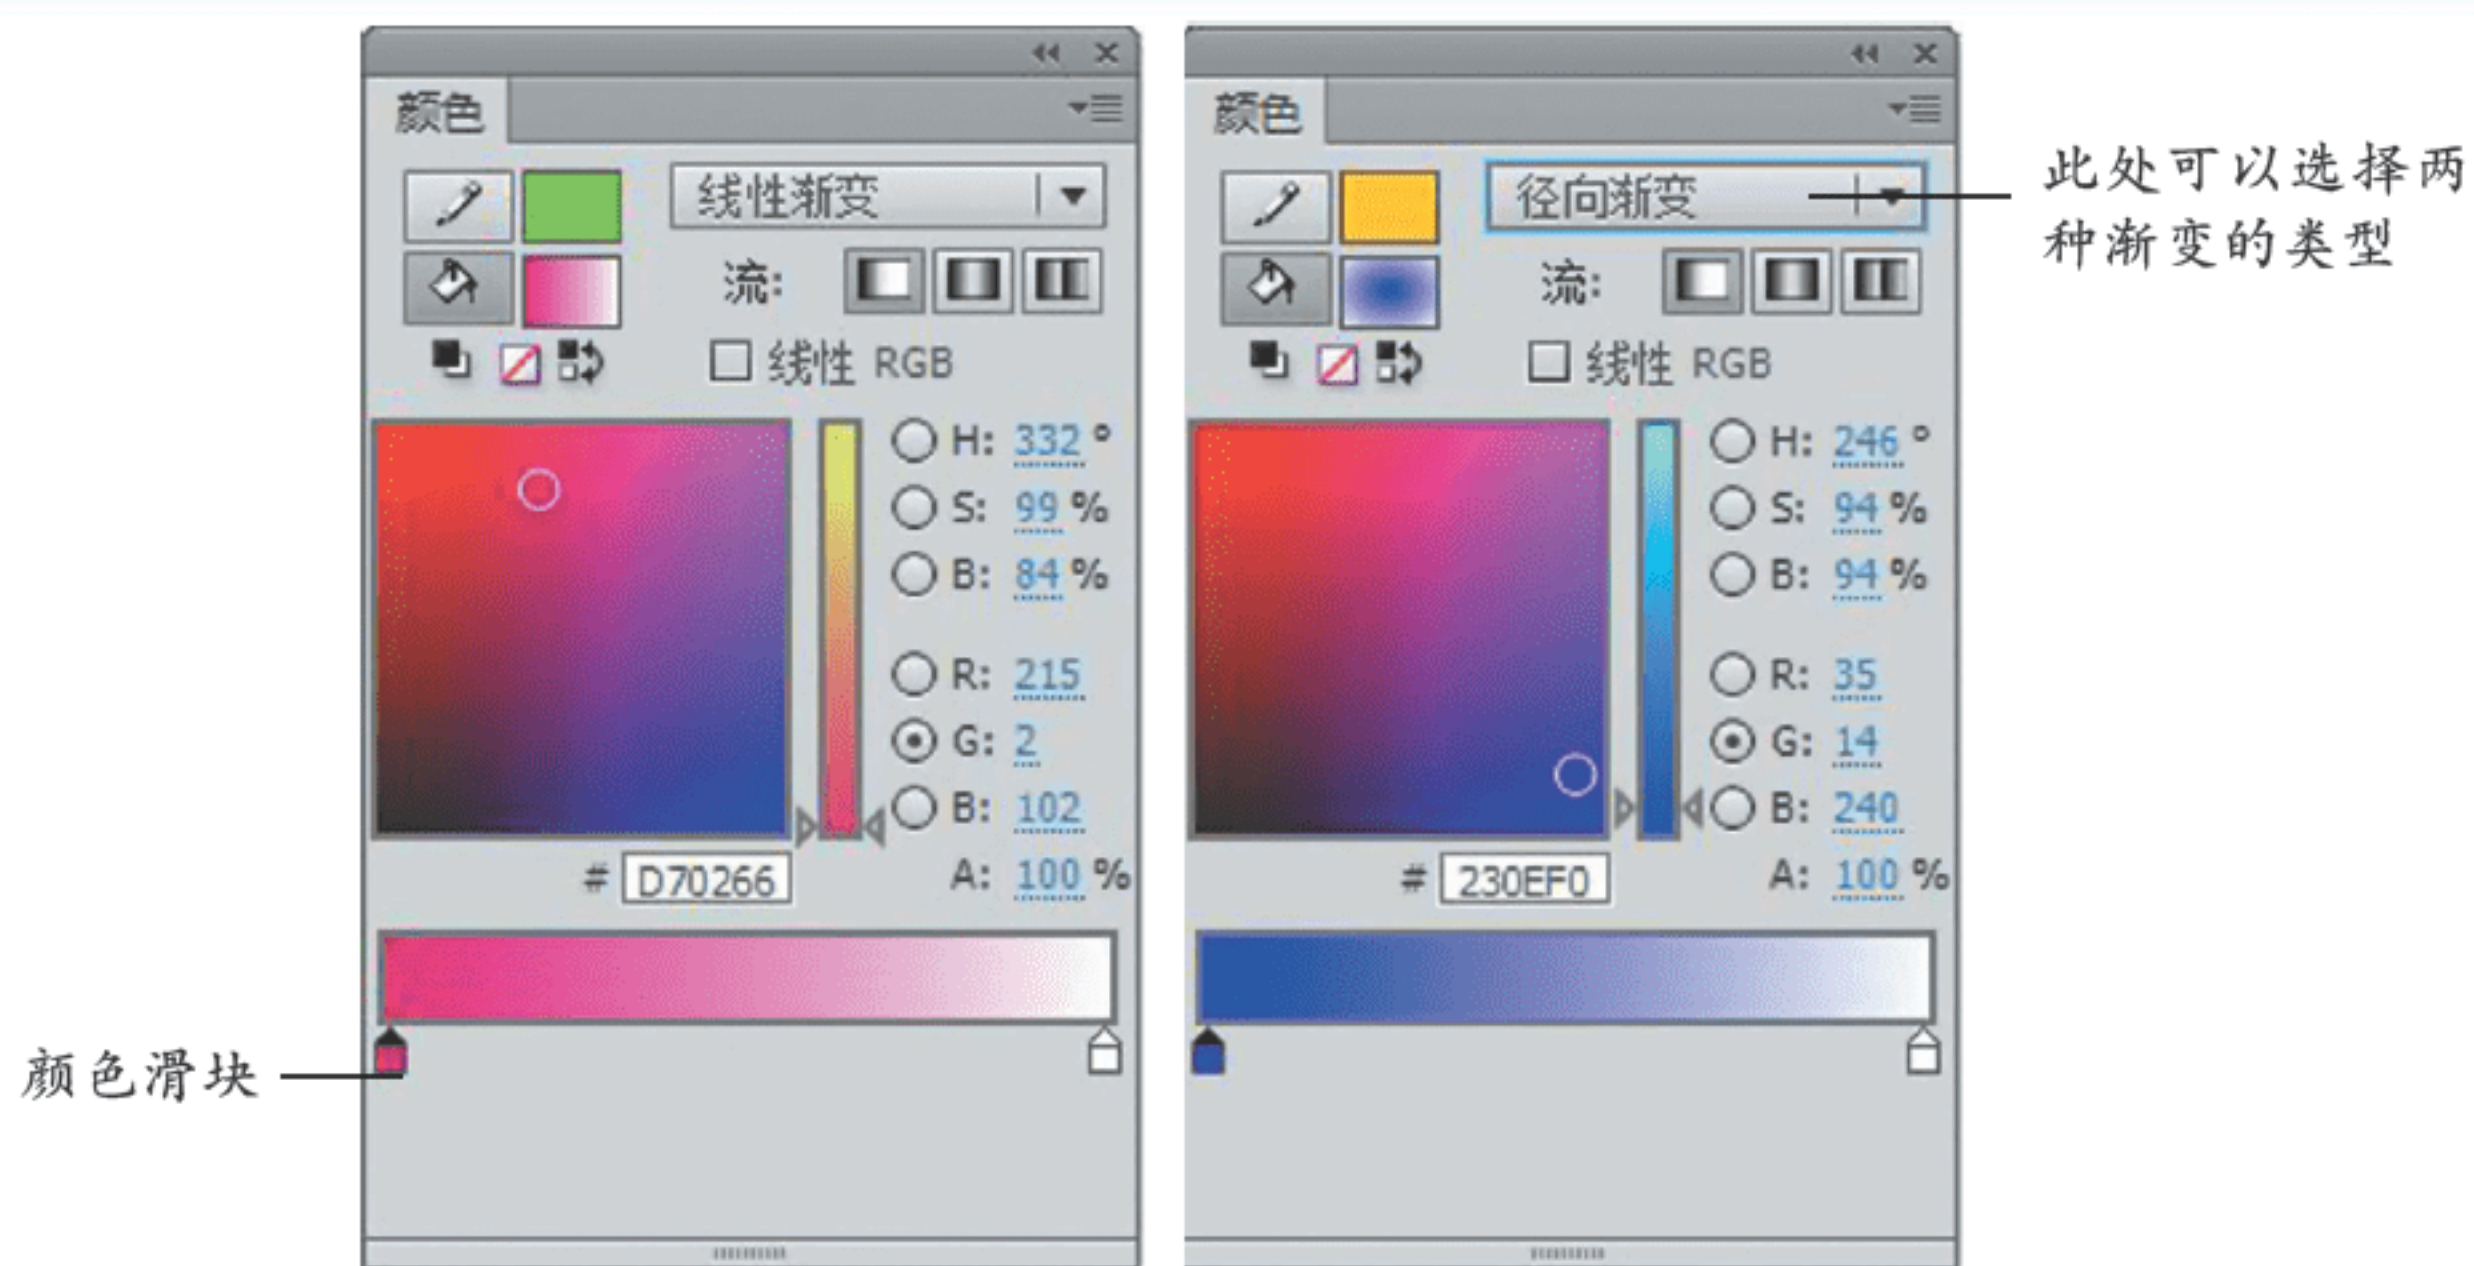 颜色
线性渐变
流:
线性 RGB
H: 332 °
S: 99 %
B: 84 %
R: 215
G: 2
B: 102
# D70266
A: 100 %
颜色滑块
颜色
径向渐变
流:
线性 RGB
H: 246 °
S: 94 %
B: 94 %
R: 35
G: 14
B: 240
# 230EF0
A: 100 %
此处可以选择两
种渐变的类型